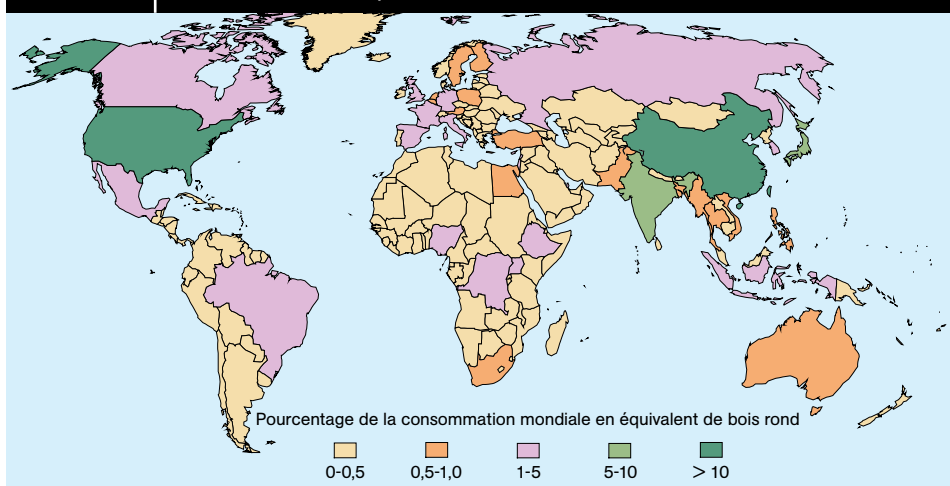 Pourcentage de la consommation mondiale en équivalent de bois rond
0-0,5 0,5-1,0 1-5 5-10 > 10